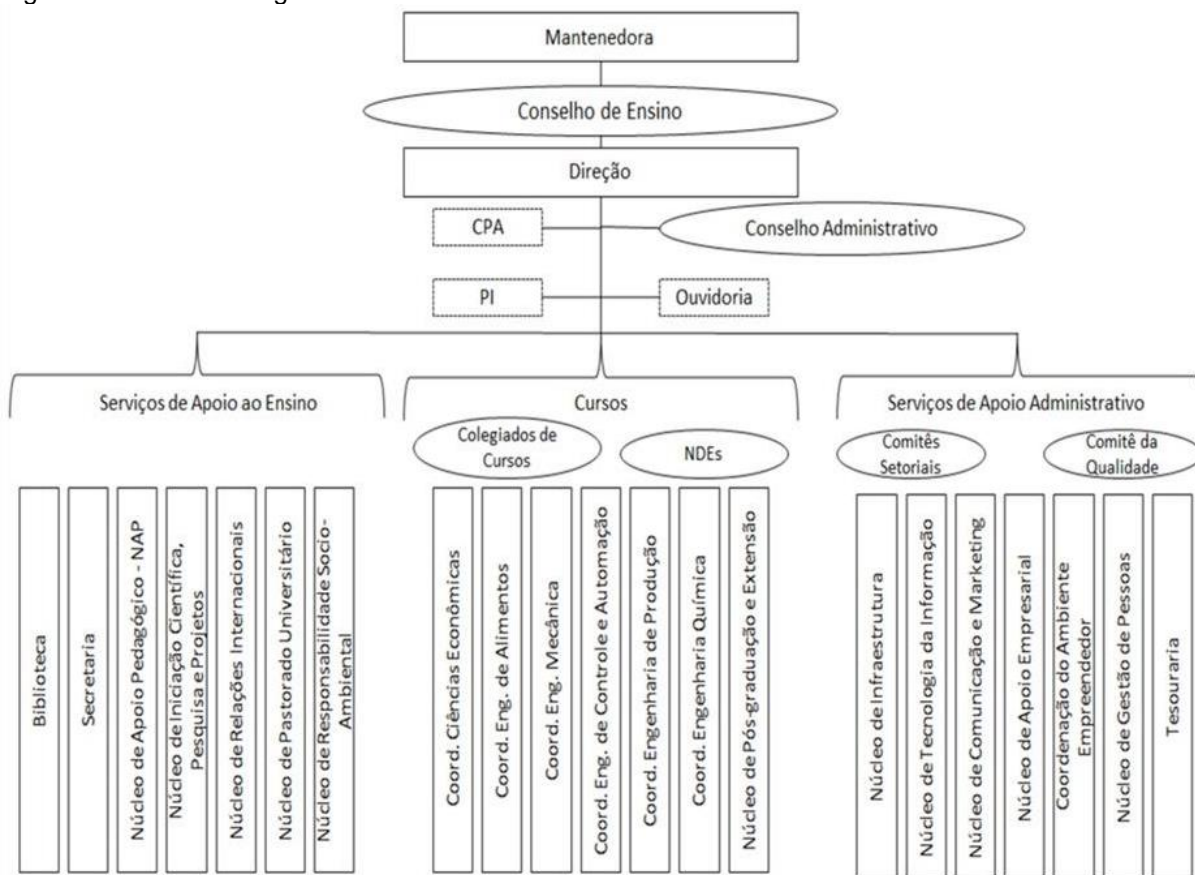 Mantenedora
Conselho de Ensino
Direção
CPA
Conselho Administrativo
PI
Ouvidoria
Serviços de Apoio ao Ensino
Cursos
Serviços de Apoio Administrativo
Colegiados de
Cursos
NDEs
Comitês
Setoriais
Comitê da
Qualidade
Biblioteca
Secretaria
Núcleo de Apoio Pedagógico - NAP
Núcleo de Iniciação Científica,
Pesquisa e Projetos
Núcleo de Relações Internacionais
Núcleo de Pastorado Universitário
Núcleo de Responsabilidade Socio-
Ambiental
Coord. Ciências Econômicas
Coord. Eng. de Alimentos
Coord. Eng. Mecânica
Coord. Eng. de Controle e Automação
Coord. Engenharia de Produção
Coord. Engenharia Química
Núcleo de Pós-graduação e Extensão
Núcleo de Infraestrutura
Núcleo de Tecnologia da Informação
Núcleo de Comunicação e Marketing
Núcleo de Apoio Empresarial
Coordenação do Ambiente
Empreendedor
Núcleo de Gestão de Pessoas
Tesouraria